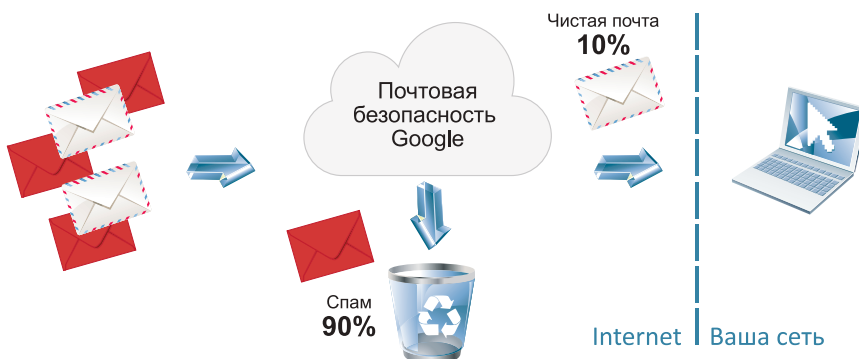 Чистая почта
10%
Почтовая
безопасность
Google
Спам
90%
Internet
Ваша сеть